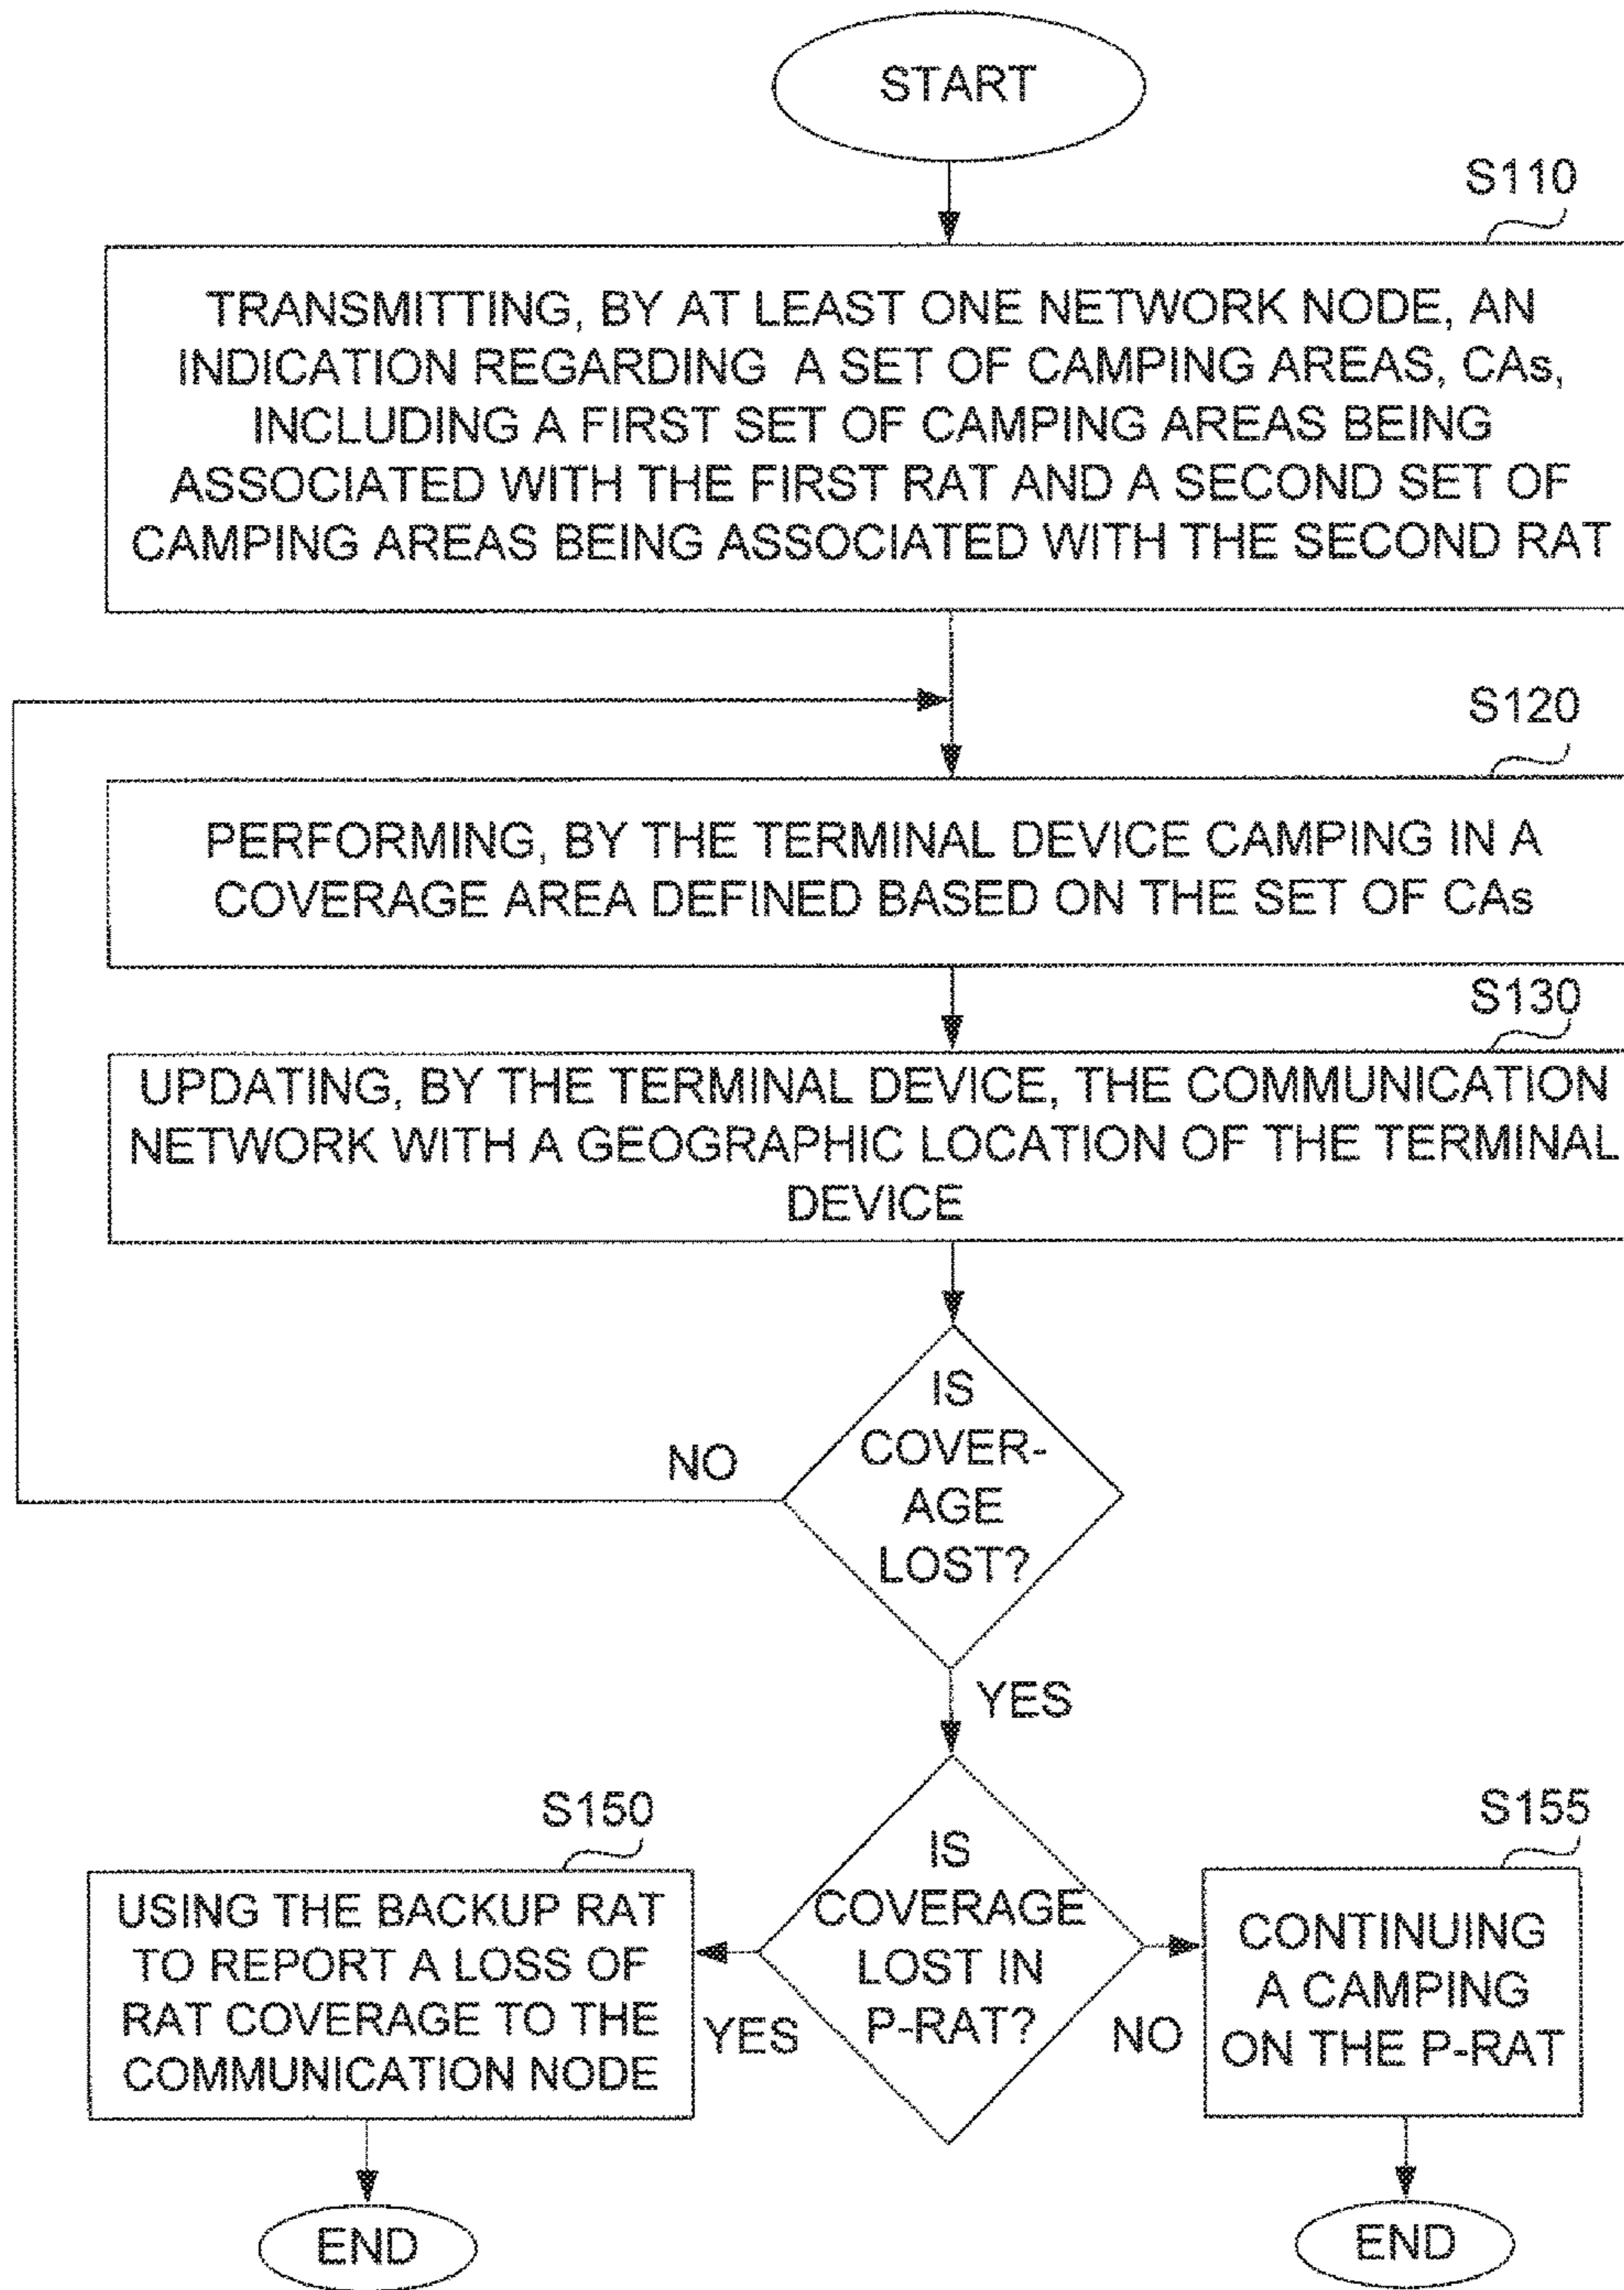 START
S110
TRANSMITTING, BY AT LEAST ONE NETWORK NODE, AN
INDICATION REGARDING A SET OF CAMPING AREAS, CAs,
INCLUDING A FIRST SET OF CAMPING AREAS BEING
ASSOCIATED WITH THE FIRST RAT AND A SECOND SET OF
CAMPING AREAS BEING ASSOCIATED WITH THE SECOND RAT
S120
PERFORMING, BY THE TERMINAL DEVICE CAMPING IN A
COVERAGE AREA DEFINED BASED ON THE SET OF CAs
S130
UPDATING, BY THE TERMINAL DEVICE, THE COMMUNICATION
NETWORK WITH A GEOGRAPHIC LOCATION OF THE TERMINAL
DEVICE
IS
COVER-
AGE
LOST?
NO
YES
S150
USING THE BACKUP RAT
TO REPORT A LOSS OF
RAT COVERAGE TO THE
COMMUNICATION NODE
YES
IS
COVERAGE
LOST IN
P-RAT?
NO
S155
CONTINUING
A CAMPING
ON THE P-RAT
END
END